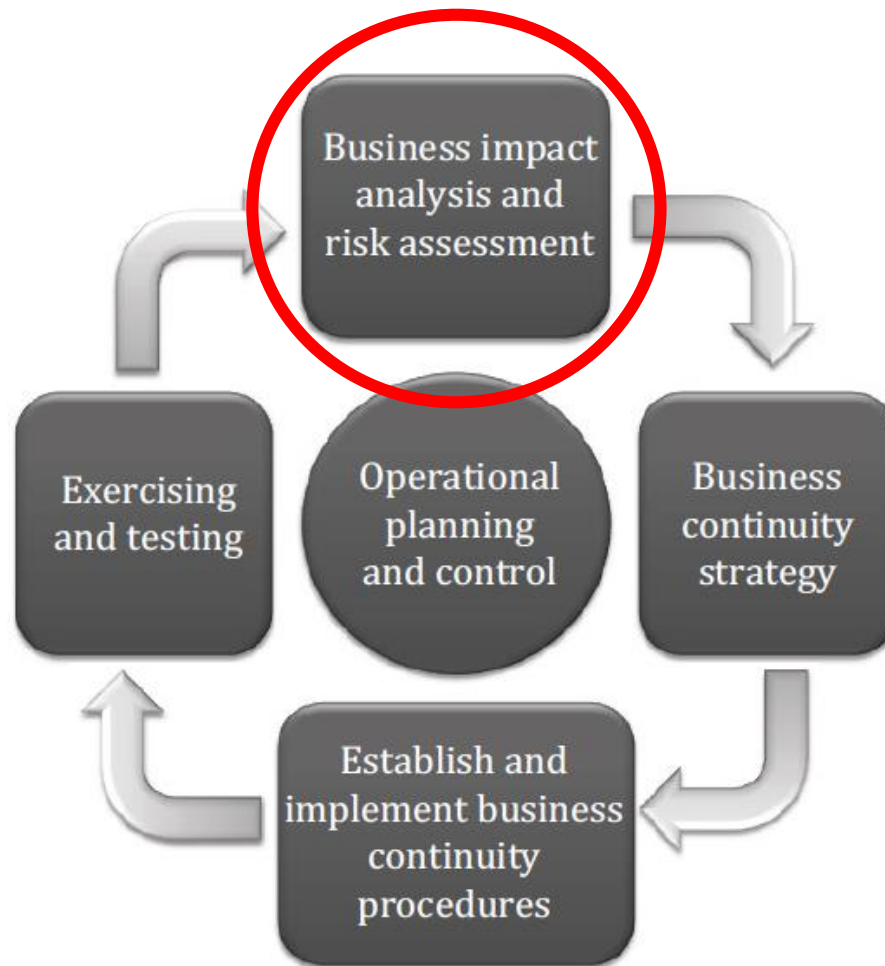 Business impact
analysis and
risk assessment
Exercising
and testing
Operational
planning
and control
Business
continuity
strategy
Establish and
implement business
continuity
procedures